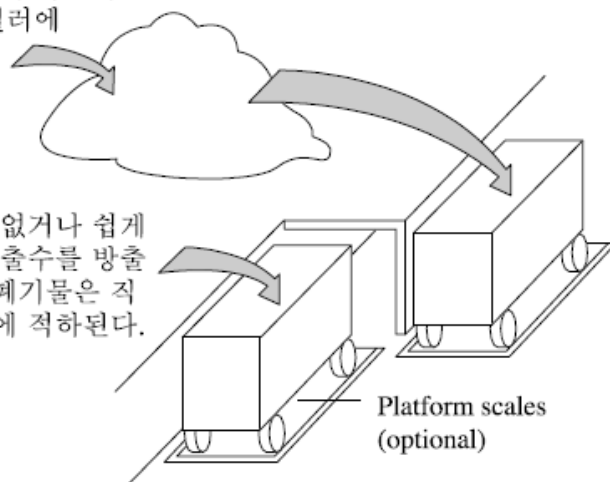 러에
없거나 쉽게
출수를 방출
폐기물은 직
에 적하된다.
Platform scales
(optional)